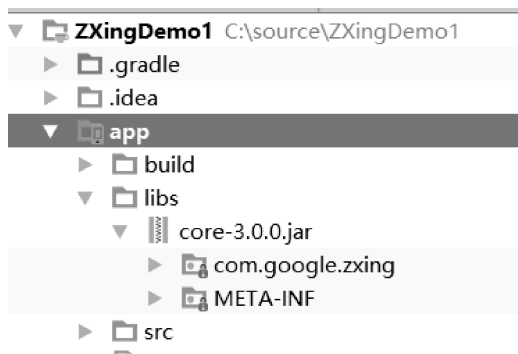 ZXingDemo1 C:\source\ZXingDemo1
.gradle
.idea
app
build
libs
core-3.0.0.jar
com.google.zxing
META-INF
src